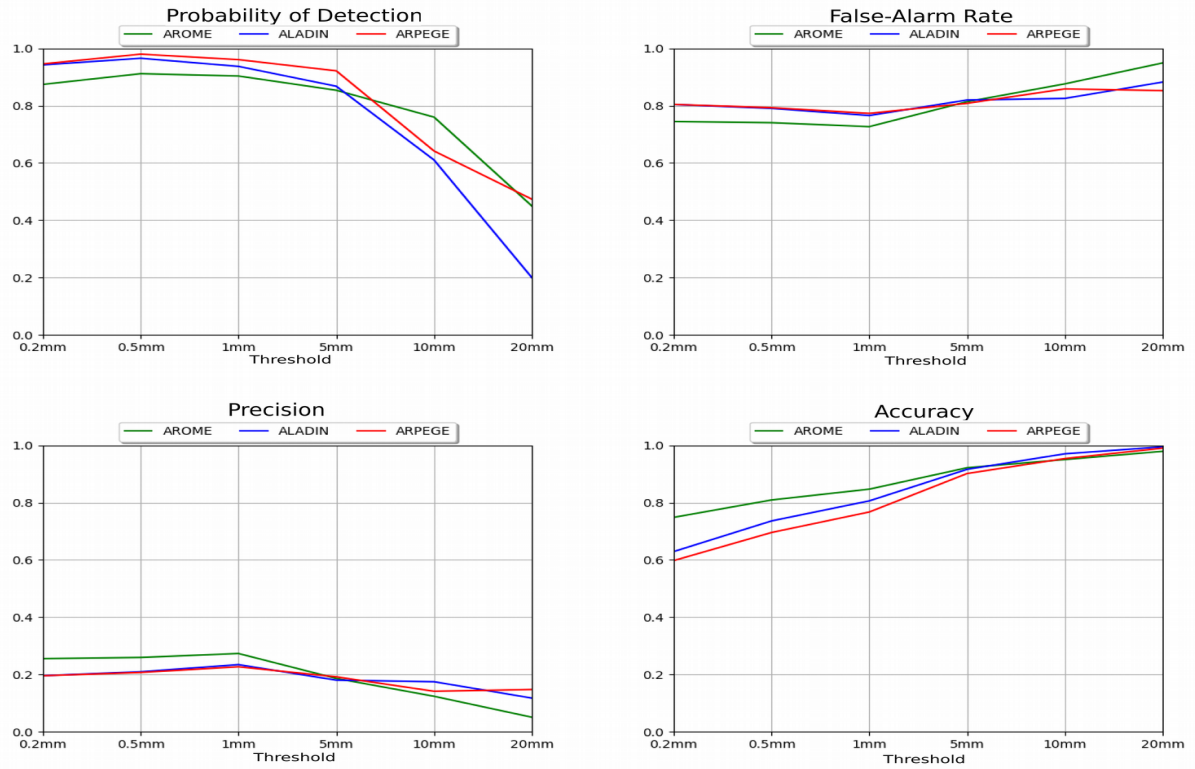 Probability of Detection
AROME ALADIN ARPEGE
1.0
0.8
0.6
0.4
0.2
0.0
0.2mm 0.5mm 1mm 5mm 10mm 20mm
Threshold
False-Alarm Rate
AROME ALADIN ARPEGE
1.0
0.8
0.6
0.4
0.2
0.0
0.2mm 0.5mm 1mm 5mm 10mm 20mm
Threshold
Precision
AROME ALADIN ARPEGE
1.0
0.8
0.6
0.4
0.2
0.0
0.2mm 0.5mm 1mm 5mm 10mm 20mm
Threshold
Accuracy
AROME ALADIN ARPEGE
1.0
0.8
0.6
0.4
0.2
0.0
0.2mm 0.5mm 1mm 5mm 10mm 20mm
Threshold